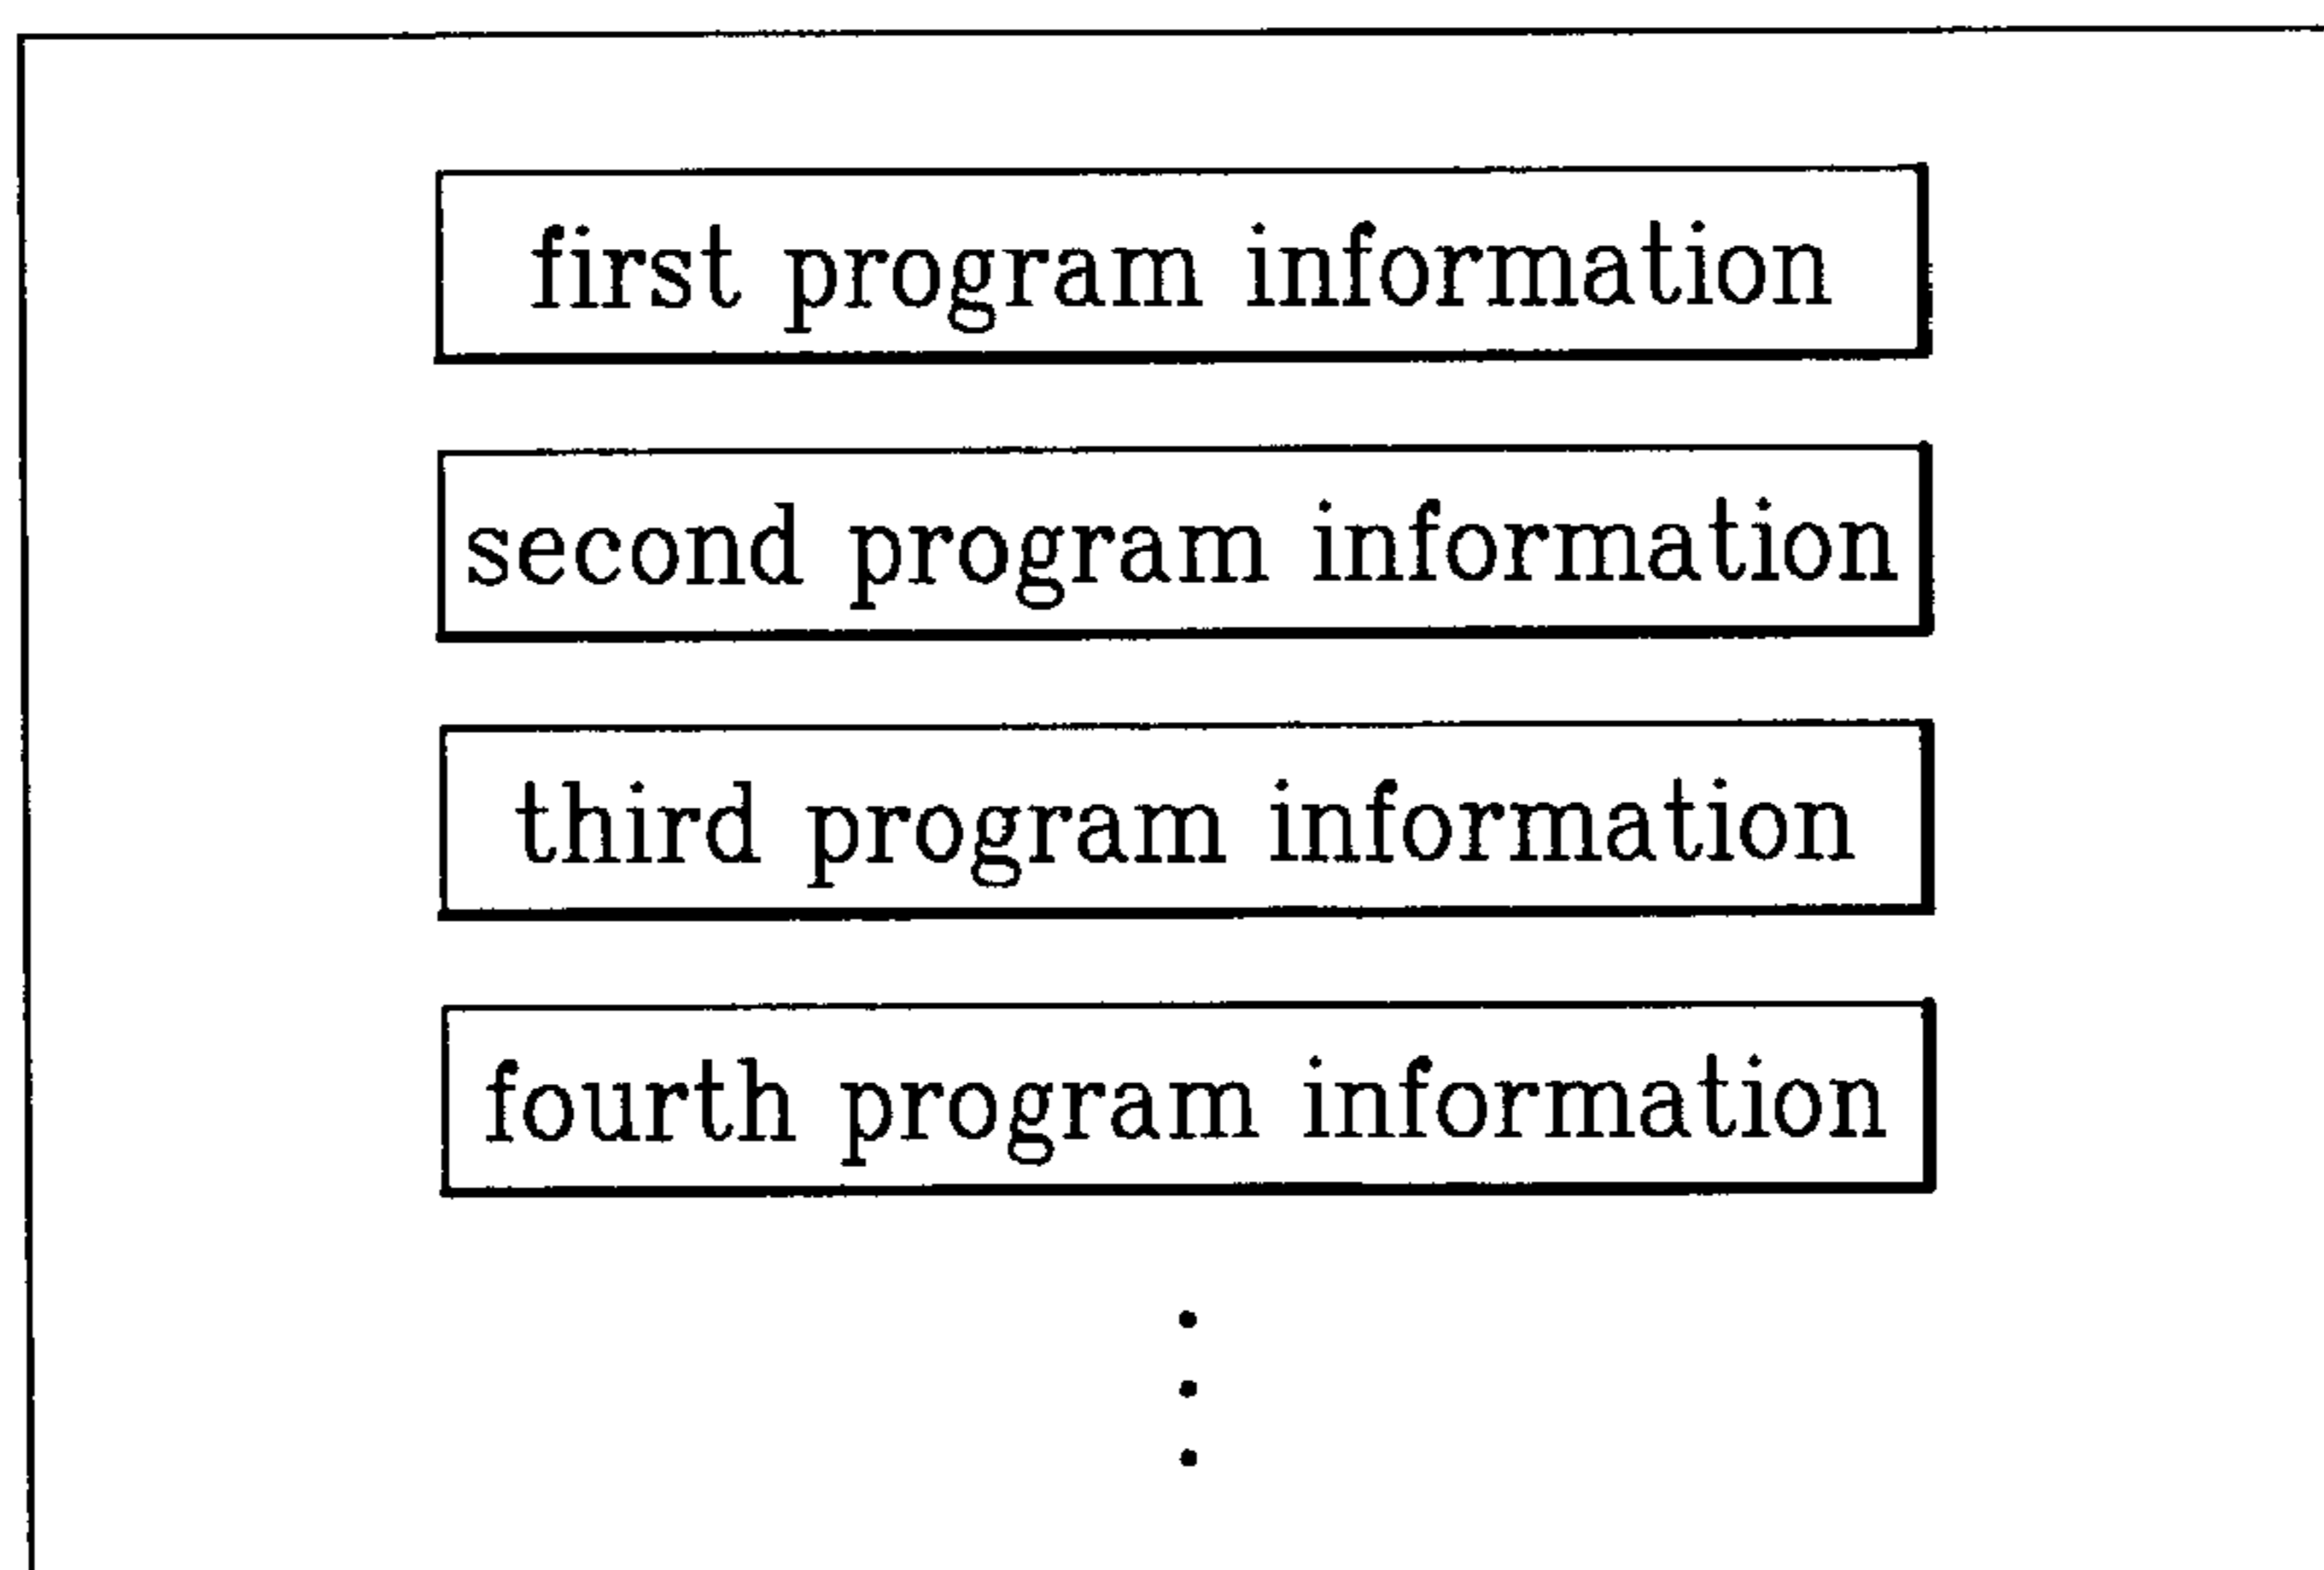 first program information
second program information
third program information
fourth program information